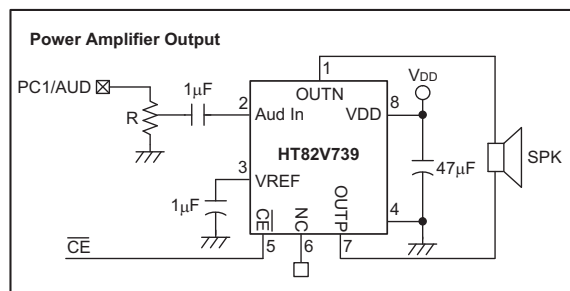 Power Amplifier Output
1
VDD
PC1/AUD
1μF
OUTN
8
2
Aud In
VDD
R
HT82V739
SPK
3
VREF
47μF
1μF
CE
NC
OUTP
4
CE
5
6
7